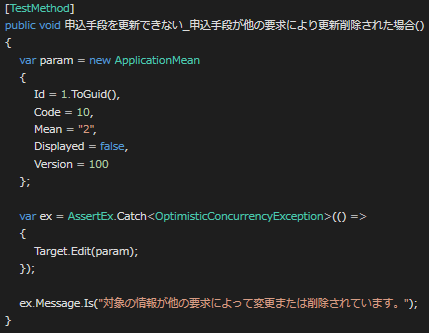 [TestMethod]
public void 申込手段を更新できない_申込手段が他の要求により更新削除された場合()
{
var param = new ApplicationMean
{
Id = 1.ToGuid(),
Code = 10,
Mean = "2",
Displayed = false,
Version = 100
};
var ex = AssertEx.Catch<OptimisticConcurrencyException>(() =>
{
Target.Edit(param);
});
ex.Message.Is("対象の情報が他の要求によって変更または削除されています。");
}